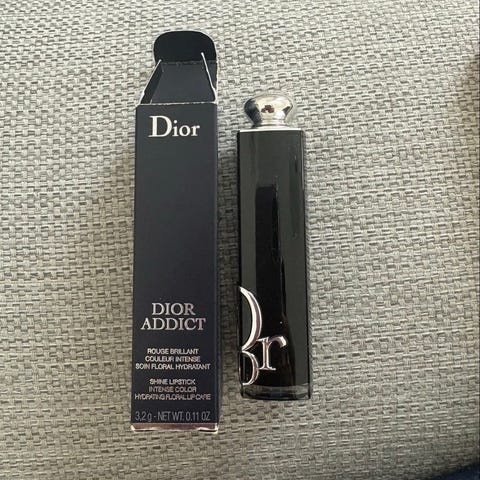 Dior
DIOR
ADDICT
ROUGE BRILLANT
COULEUR INTENSE
SOIN FLORAL HYDRATANT
SHINE LIPSTICK
INTENSE COLOR
HYDRATING FLORAL LIP CARE
3,2 g - NET WT. 0.11 OZ